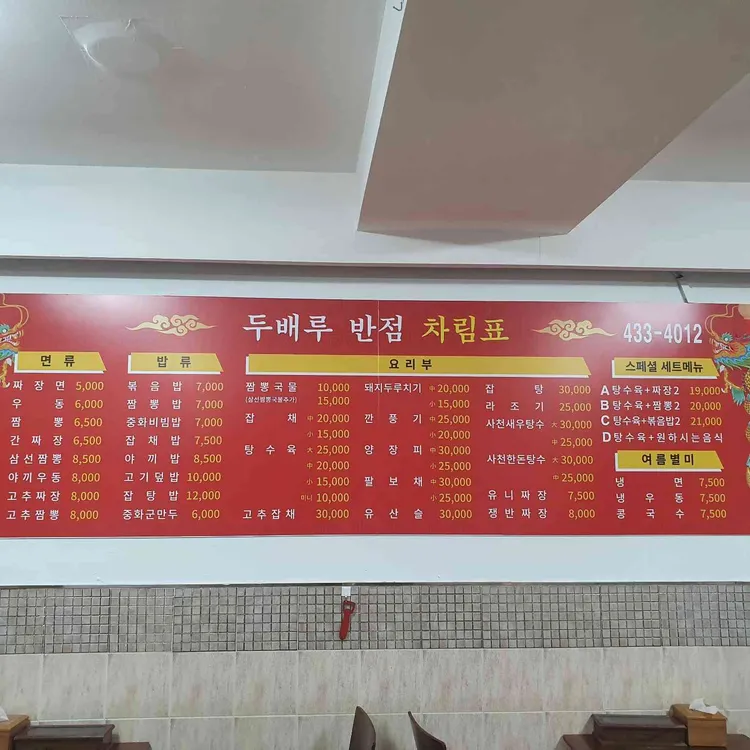 두배루 반점 차림표
433-4012
면 류
짜 장 면 5,000
우 동 6,000
짬 뽕 6,500
간 짜 장 6,500
삼선짬뽕 8,500
야끼우동 8,000
고추짜장 8,000
고추짬뽕 8,000
밥 류
볶 음 밥 7,000
짬 뽕 밥 7,000
중화비빔밥 7,000
잡 채 밥 7,500
야 끼 밥 8,500
고기덮밥 10,000
잡 탕 밥 12,000
중화군만두 6,000
요 리 부
짬뽕국물 10,000
(삼선짬뽕국물추가) 15,000
잡 채 中 20,000
小 15,000
탕 수 육 大 25,000
中 20,000
小 15,000
미니 10,000
고추잡채 30,000
돼지두루치기 中 20,000
小 15,000
깐 풍 기 中 25,000
小 20,000
양 장 피 中 30,000
小 25,000
팔 보 채 中 30,000
小 25,000
유 산 슬 30,000
잡 탕 30,000
라 조 기 25,000
사천새우탕수 大 30,000
中 25,000
사천한돈탕수 大 30,000
中 25,000
유니짜장 7,500
쟁반짜장 8,000
스페셜 세트메뉴
A 탕수육+짜장2 19,000
B 탕수육+짬뽕2 20,000
C 탕수육+볶음밥2 21,000
D 탕수육+원하시는음식
여름별미
냉 면 7,500
냉 우 동 7,500
콩 국 수 7,500